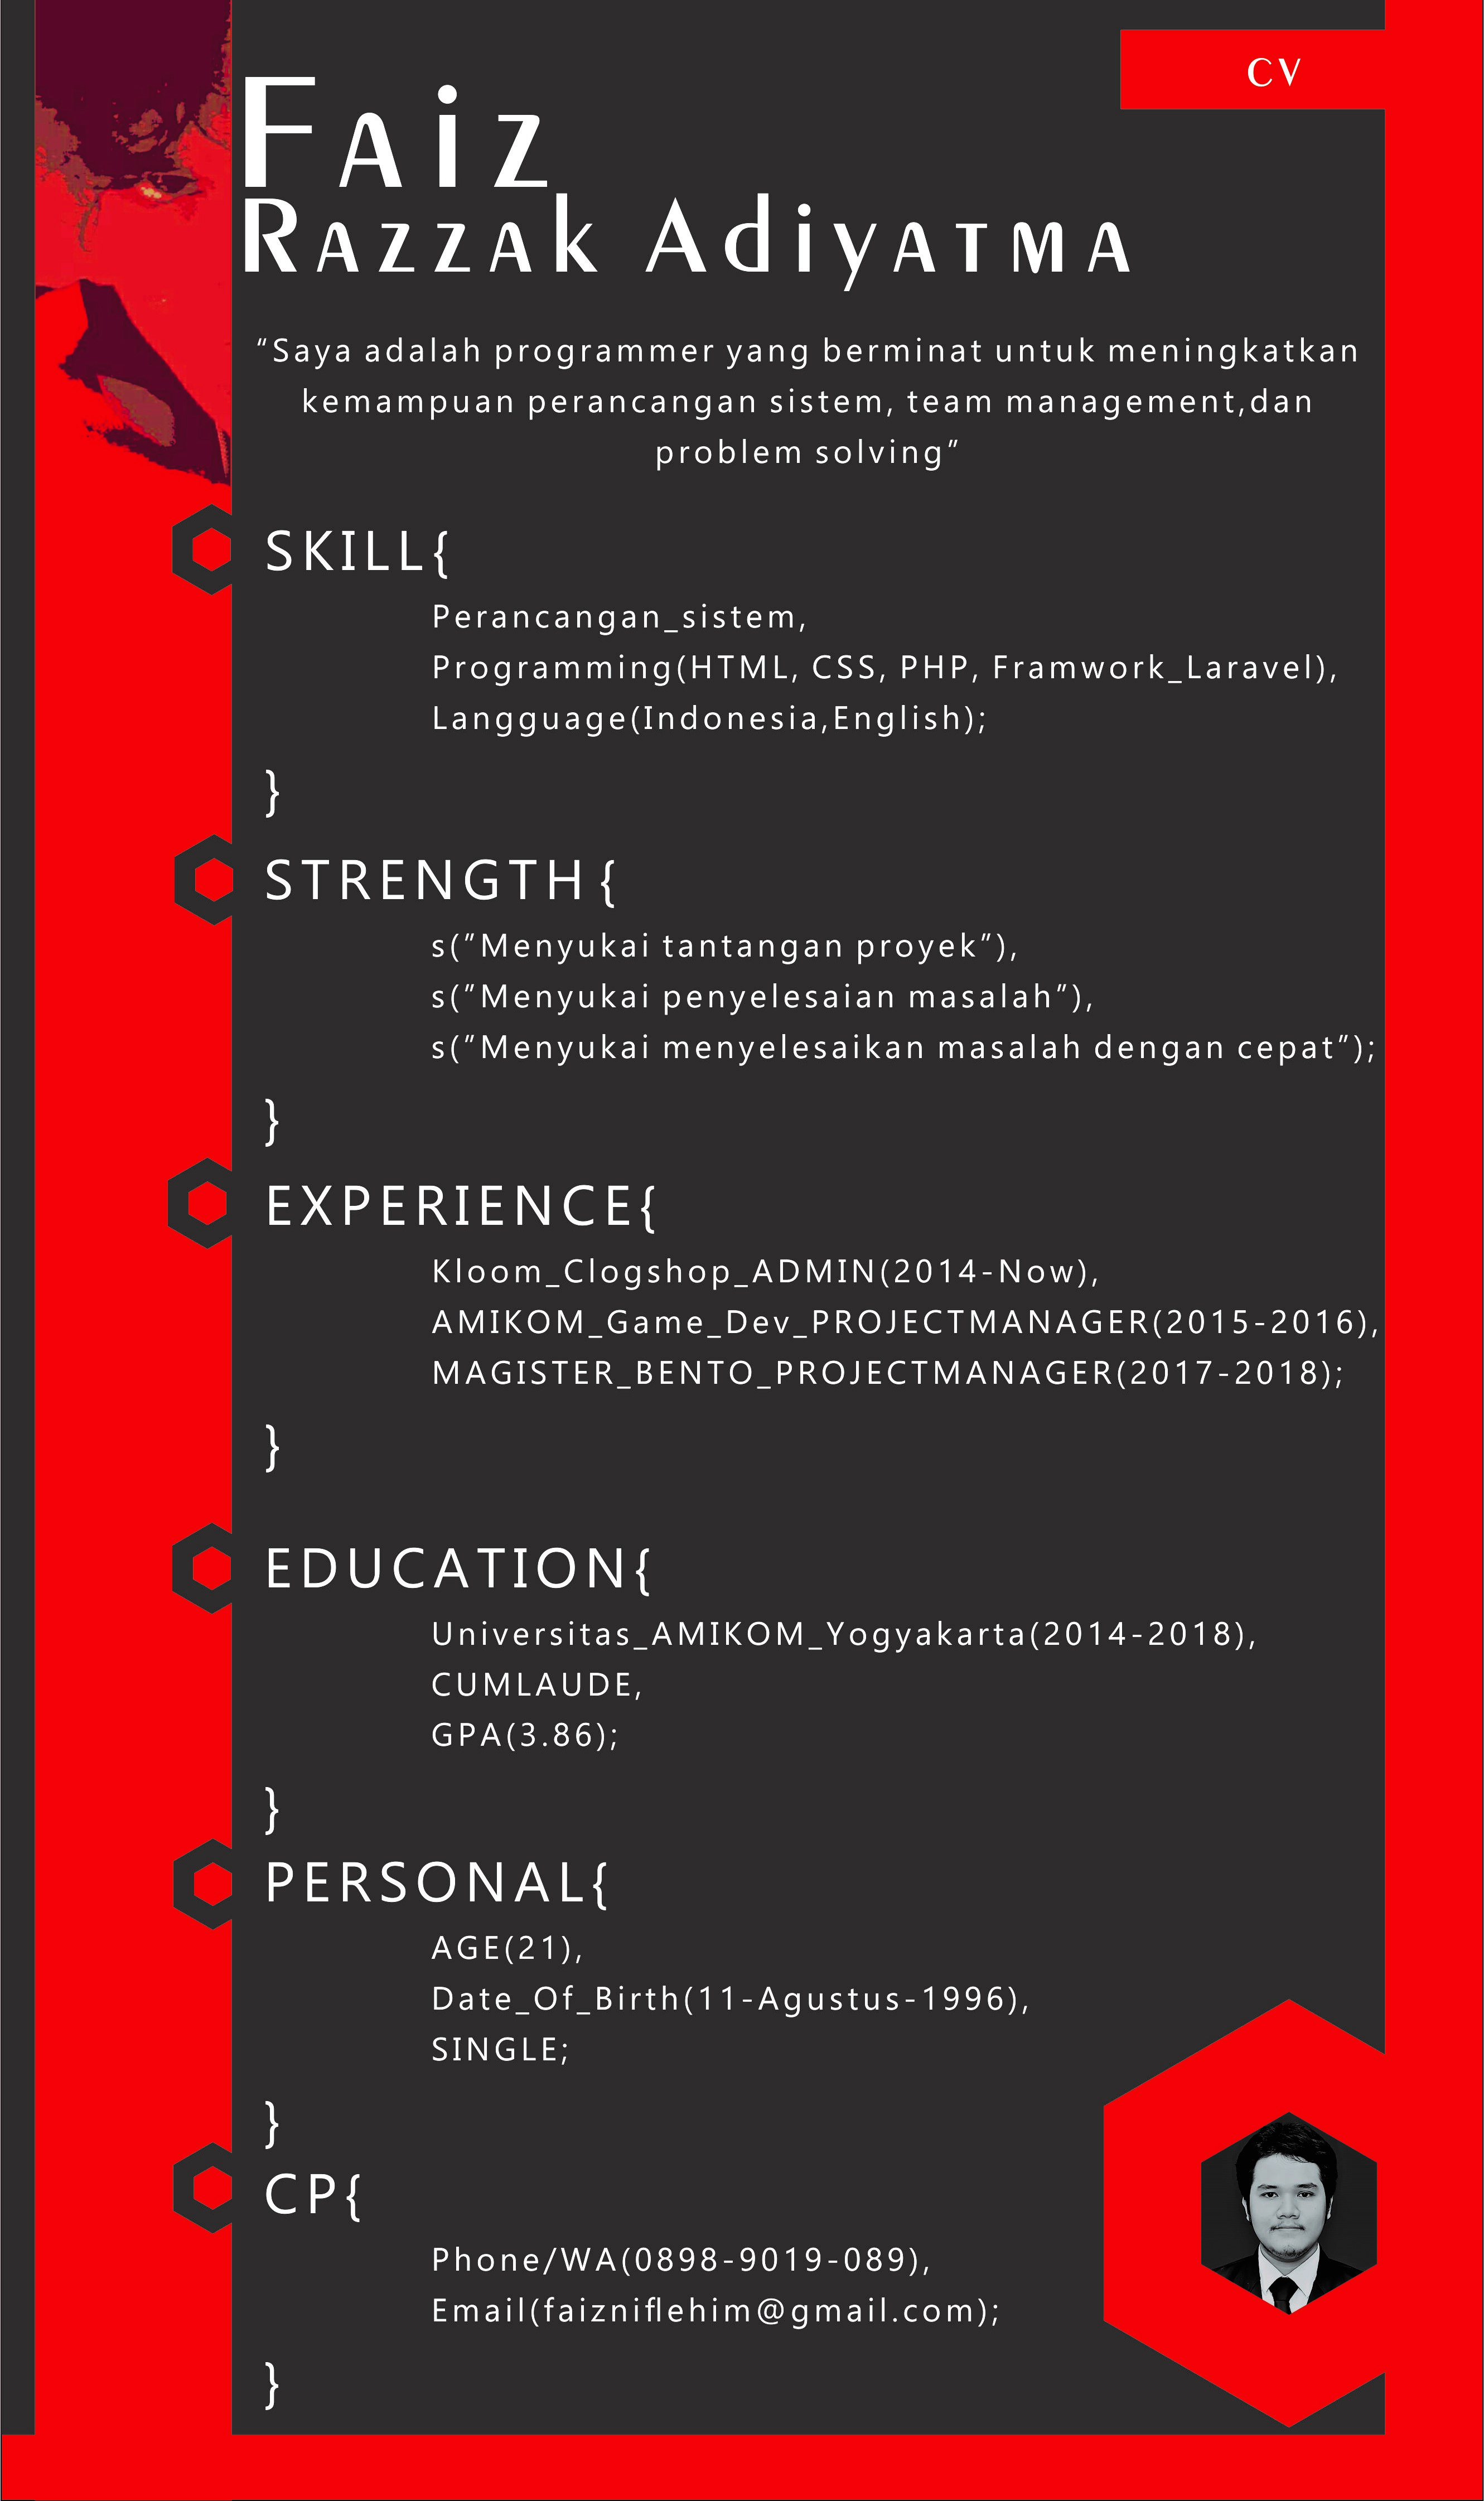 CV
Faiz
Razzak Adiyatma
“Saya adalah programmer yang berminat untuk meningkatkan
kemampuan perancangan sistem, team management,dan
problem solving”
SKILL{
Perancangan_sistem,
Programming(HTML, CSS, PHP, Framwork_Laravel),
Langguage(Indonesia,English);
}
STRENGTH {
s(”Menyukai tantangan proyek”),
s(”Menyukai penyelesaian masalah”),
s(”Menyukai menyelesaikan masalah dengan cepat”);
}
EXPERIENCE{
Kloom_Clogshop_ADMIN(2014-Now),
AMIKOM_Game_Dev_PROJECTMANAGER(2015-2016),
MAGISTER_BENTO_PROJECTMANAGER(2017-2018);
}
EDUCATION{
Universitas_AMIKOM_Yogyakarta(2014-2018),
CUMLAUDE,
GPA(3.86);
}
PERSONAL{
AGE(21),
Date_Of_Birth(11-Agustus-1996),
SINGLE;
}
CP{
Phone/WA(0898-9019-089),
Email(faizniflehim@gmail.com);
}